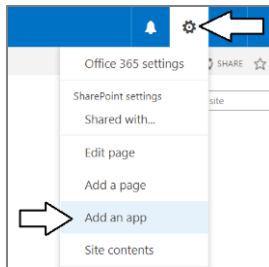 Office 365 settings
SHARE
SharePoint settings
site
Shared with...
Edit page
Add a page
Add an app
Site contents